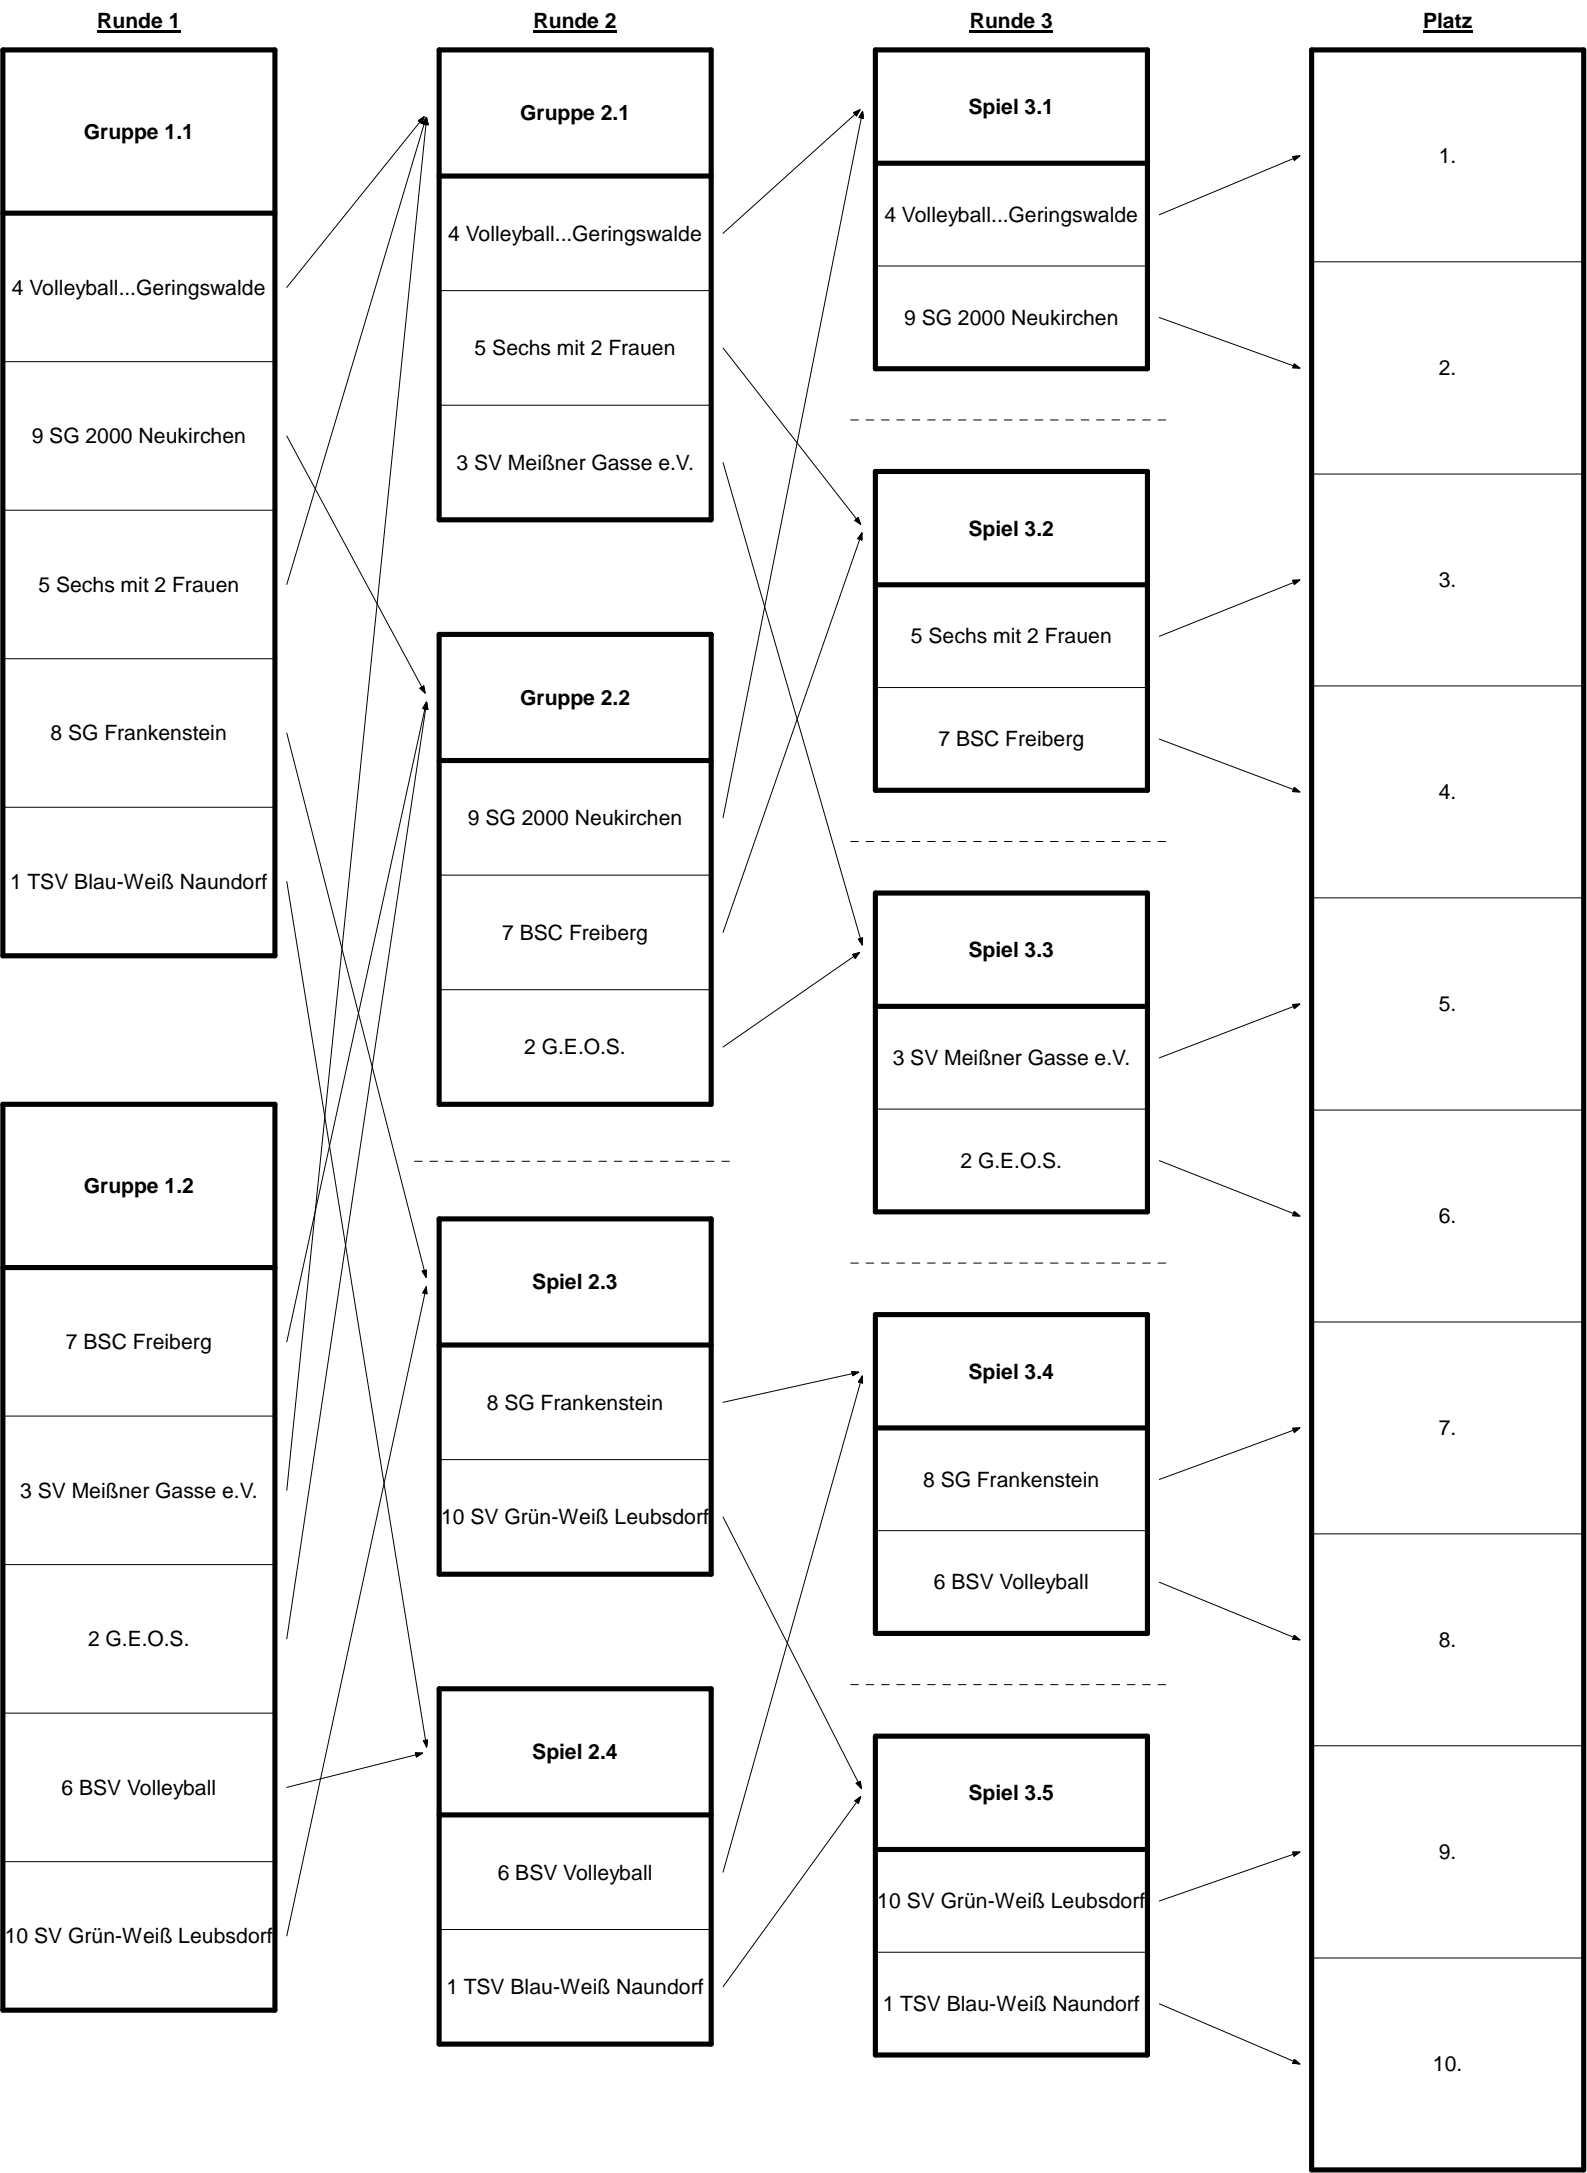 Runde 1
Runde 2
Runde 3
Platz
Gruppe 1.1
4 Volleyball...Geringswalde
9 SG 2000 Neukirchen
5 Sechs mit 2 Frauen
8 SG Frankenstein
1 TSV Blau-Weiß Naundorf
Gruppe 1.2
7 BSC Freiberg
3 SV Meißner Gasse e.V.
2 G.E.O.S.
6 BSV Volleyball
10 SV Grün-Weiß Leubsdorf
Gruppe 2.1
4 Volleyball...Geringswalde
5 Sechs mit 2 Frauen
3 SV Meißner Gasse e.V.
Gruppe 2.2
9 SG 2000 Neukirchen
7 BSC Freiberg
2 G.E.O.S.
Spiel 2.3
8 SG Frankenstein
10 SV Grün-Weiß Leubsdorf
Spiel 2.4
6 BSV Volleyball
1 TSV Blau-Weiß Naundorf
Spiel 3.1
4 Volleyball...Geringswalde
9 SG 2000 Neukirchen
Spiel 3.2
5 Sechs mit 2 Frauen
7 BSC Freiberg
Spiel 3.3
3 SV Meißner Gasse e.V.
2 G.E.O.S.
Spiel 3.4
8 SG Frankenstein
6 BSV Volleyball
Spiel 3.5
10 SV Grün-Weiß Leubsdorf
1 TSV Blau-Weiß Naundorf
1.
2.
3.
4.
5.
6.
7.
8.
9.
10.